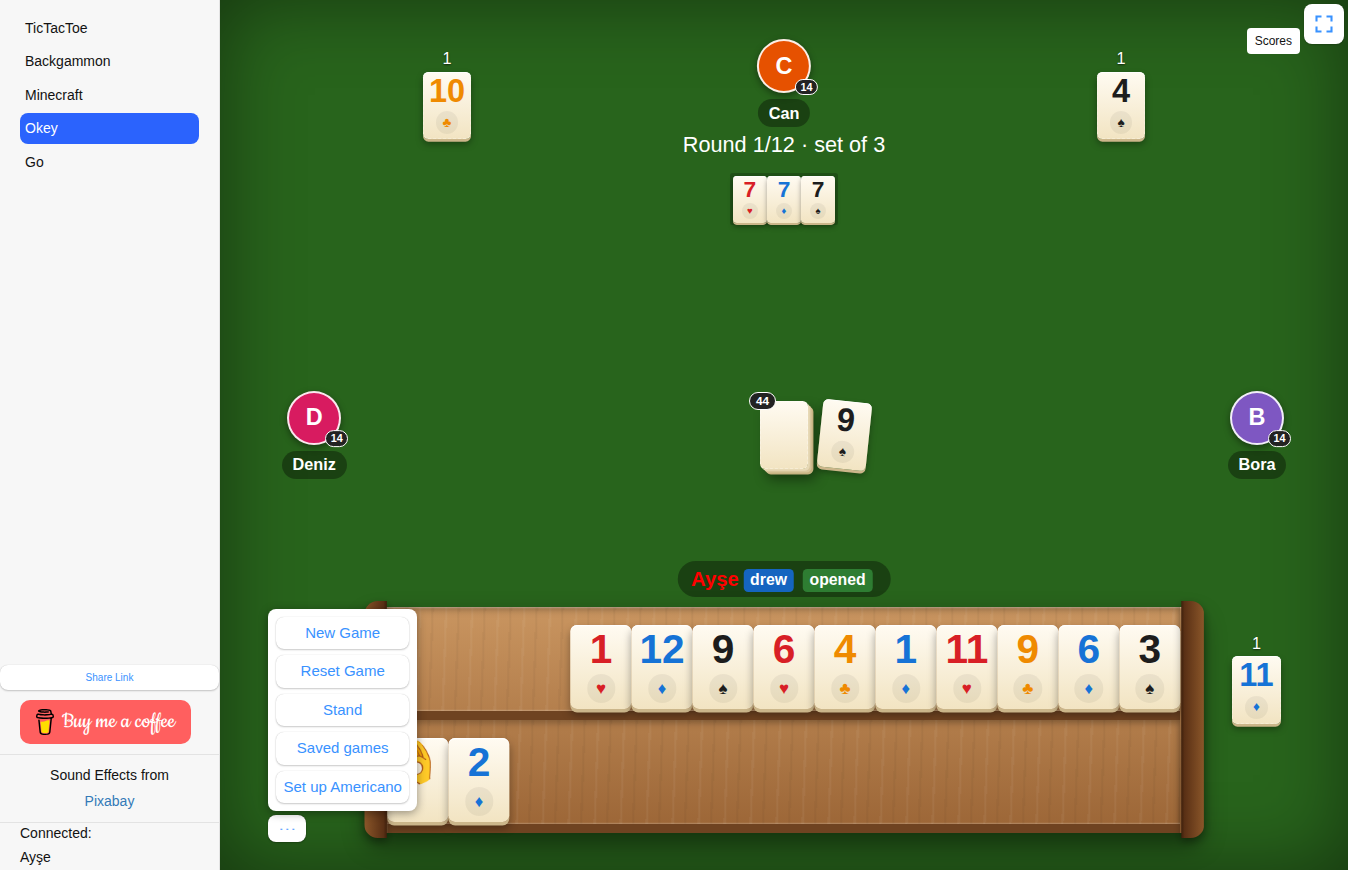 TicTacToe
Backgammon
Minecraft
Okey
Go
Share Link
Buy me a coffee
Sound Effects from
Pixabay
Connected:
Ayşe
Scores
1
10
♣
C
14
Can
1
4
♠
Round 1/12 · set of 3
7 7 7
♥ ♦ ♠
D
14
Deniz
44
9
♠
B
14
Bora
Ayşe drew opened
New Game
Reset Game
Stand
Saved games
Set up Americano
...
1 12 9 6 4 1 11 9 6 3
♥ ♦ ♠ ♥ ♣ ♦ ♥ ♣ ♦ ♠
2
♦
1
11
♦